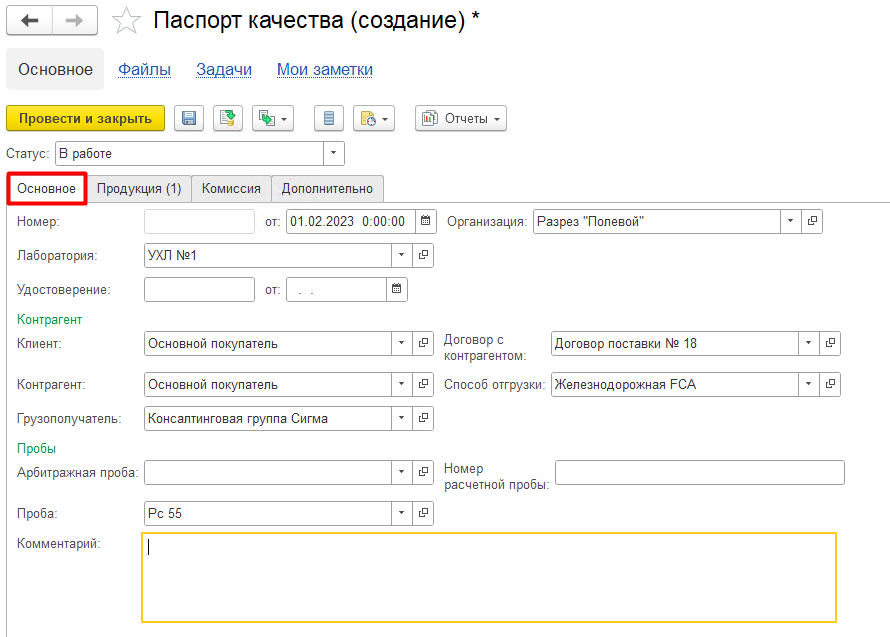 Паспорт качества (создание) *
Основное Файлы Задачи Мои заметки
Провести и закрыть Отчеты
Статус: В работе
Основное Продукция (1) Комиссия Дополнительно
Номер: от: 01.02.2023 0:00:00 Организация: Разрез "Полевой"
Лаборатория: УХЛ №1
Удостоверение: от: . .
Контрагент
Клиент: Основной покупатель Договор с контрагентом: Договор поставки № 18
Контрагент: Основной покупатель Способ отгрузки: Железнодорожная FCA
Грузополучатель: Консалтинговая группа Сигма
Пробы
Арбитражная проба: Номер расчетной пробы:
Проба: Рс 55
Комментарий: